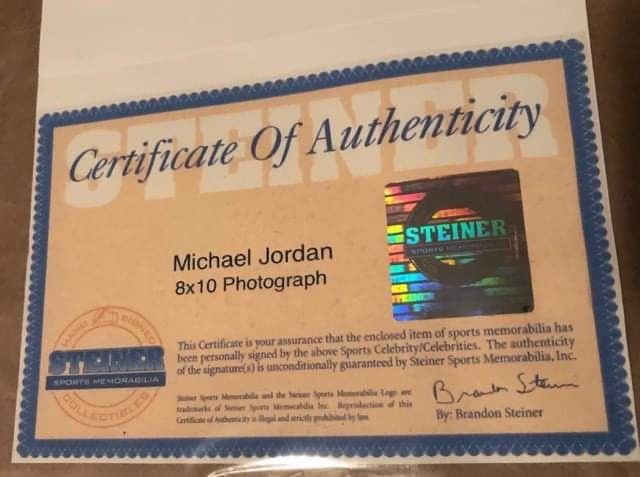 STEINER
Certificate Of Authenticity
STEINER
SPORTS MEMORABILIA
Michael Jordan
8x10 Photograph
HAND SIGNED
STEINER
SPORTS MEMORABILIA
COLLECTIBLES
This Certificate is your assurance that the enclosed item of sports memorabilia has
been personally signed by the above Sports Celebrity/Celebrities. The authenticity
of the signature(s) is unconditionally guaranteed by Steiner Sports Memorabilia, Inc.
Steiner Sports Memorabilia and the Steiner Sports Memorabilia Logo are
trademarks of Steiner Sports Memorabilia Inc. Reproduction of this
Certificate of Authenticity is illegal and strictly prohibited by law.
Brandon Steiner
By: Brandon Steiner